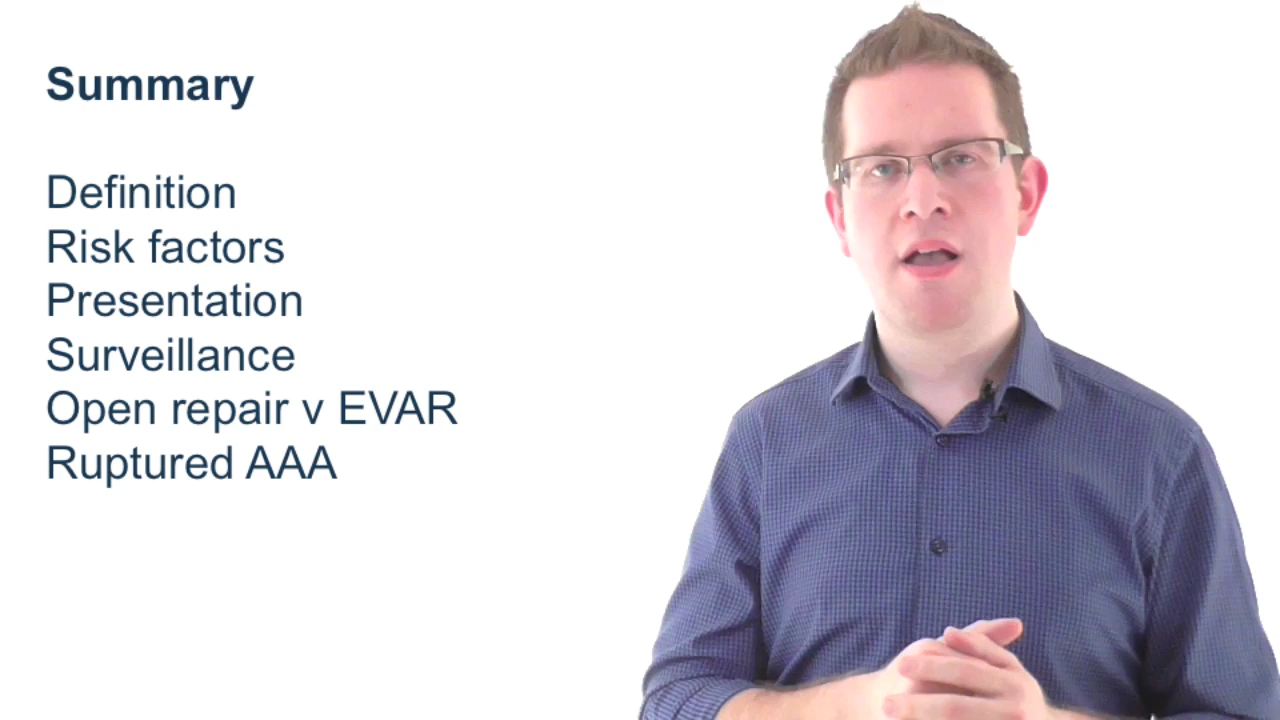 Summary
Definition
Risk factors
Presentation
Surveillance
Open repair v EVAR
Ruptured AAA